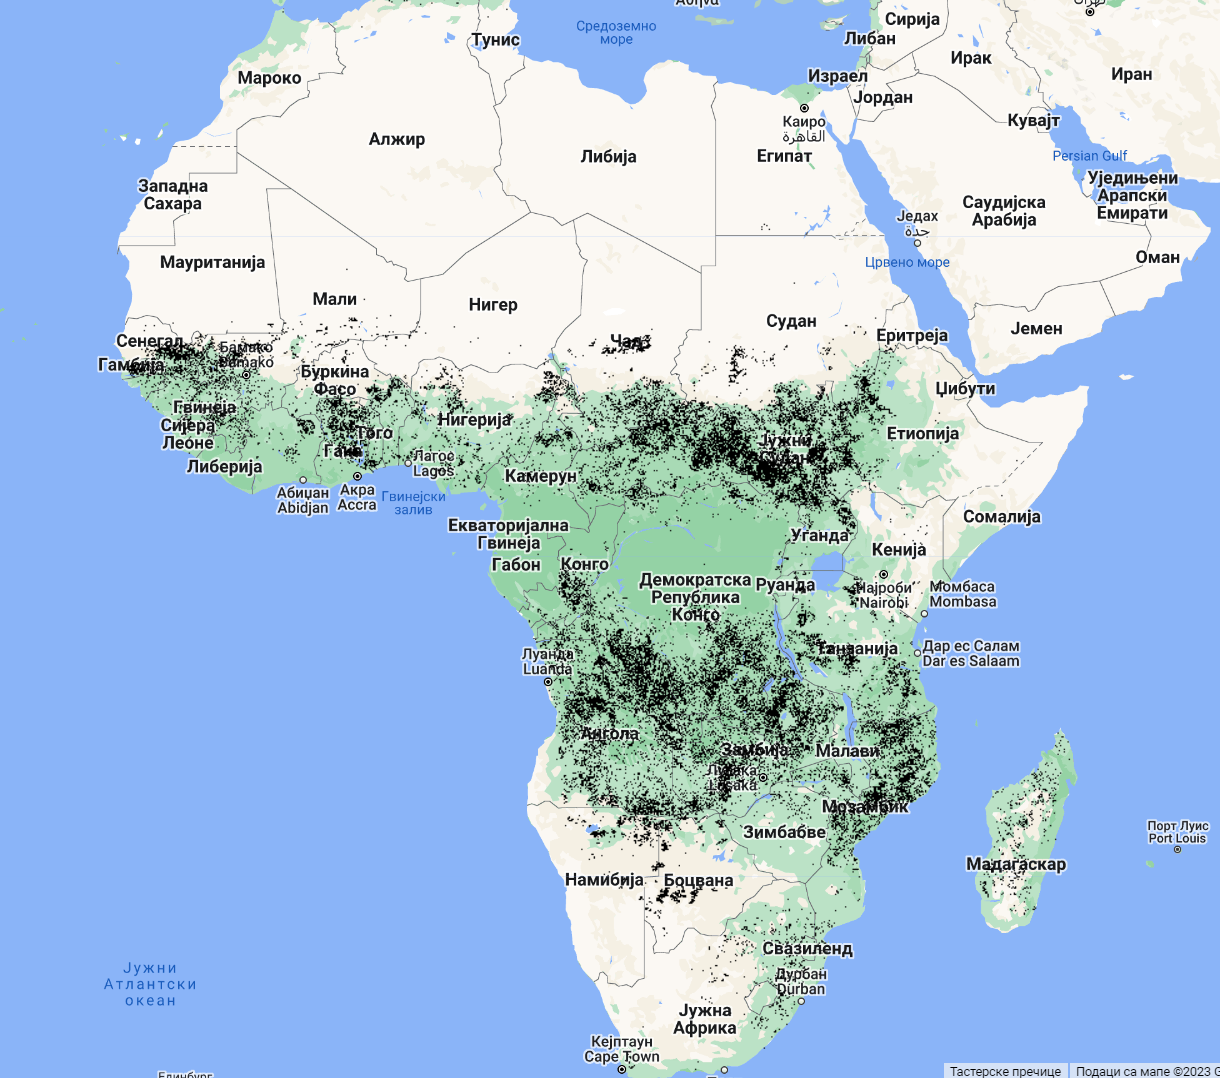 Средоземно
море
Тунис
Сирија
Либан
Ирак
Иран
Мароко
Израел
Јордан
Алжир
Либија
Каиро
القاهرة
Египат
Кувајт
Persian Gulf
Западна
Сахара
Уједињени
Арапски
Емирати
Саудијска
Арабија
Једах
جدة
Мауританија
Црвено море
Оман
Мали
Нигер
Чад
Судан
Еритреја
Јемен
Сенегал
Бамако
Bamako
Гамбија
Буркина
Фасо
Џибути
Гвинеја
Нигерија
Сијера
Леоне
Того
Гана
Јужни
Судан
Етиопија
Либерија
Лагос
Lagos
Камерун
Абиџан
Abidjan
Акра
Accra
Гвинејски
залив
Екваторијална
Гвинеја
Сомалија
Уганда
Кенија
Габон
Конго
Демократска
Република
Конго
Руанда
Најроби
Nairobi
Момбаса
Mombasa
Луанда
Luanda
Танзанија
Дар ес Салам
Dar es Salaam
Ангола
Замбија
Малави
Лусака
Lusaka
Мозамбик
Зимбабве
Порт Луис
Port Louis
Мадагаскар
Намибија
Боцвана
Свазиленд
Јужни
Атлантски
океан
Дурбан
Durban
Јужна
Африка
Кејптаун
Cape Town
Тастерске пречице
Подаци са мапе ©2023 G